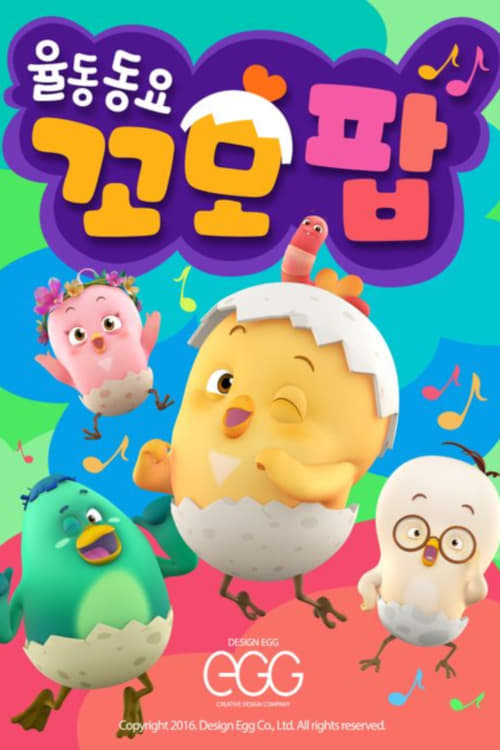 율동동요
꼬모팝
DESIGN EGG
eGG
CREATIVE DESIGN COMPANY
Copyright 2016. Design Egg Co., Ltd. All rights reserved.